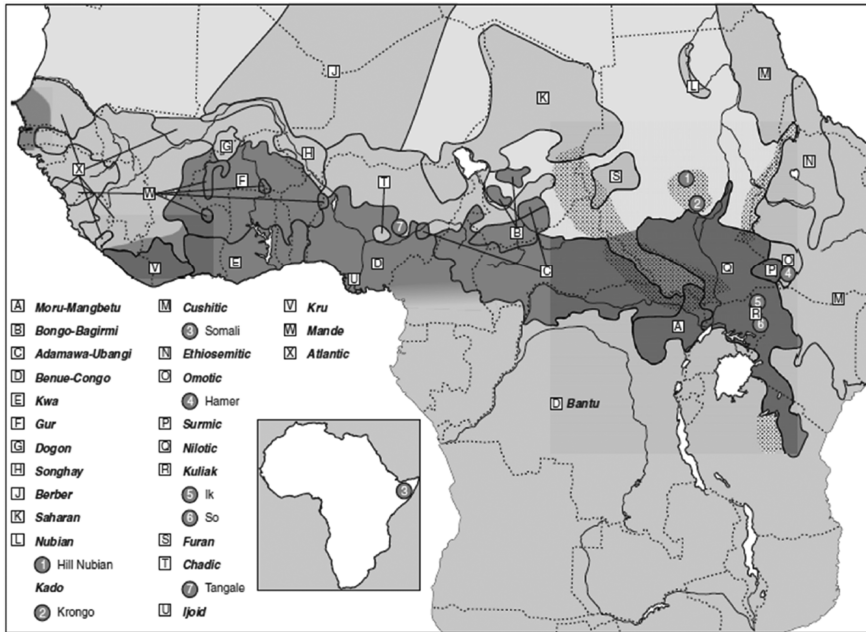 J
K
L
M
G
H
F
X
W
T
S
1
N
2
7
B
V
E
D
U
C
Q
O
P
4
M
5
R
6
A
D Bantu
A Moru-Mangbetu
B Bongo-Bagirmi
C Adamawa-Ubangi
D Benue-Congo
E Kwa
F Gur
G Dogon
H Songhay
J Berber
K Saharan
L Nubian
1 Hill Nubian
Kado
2 Krongo
M Cushitic
3 Somali
N Ethiosemitic
O Omotic
4 Hamer
P Surmic
Q Nilotic
R Kuliak
5 Ik
6 So
S Furan
T Chadic
7 Tangale
U Ijoid
V Kru
W Mande
X Atlantic
3